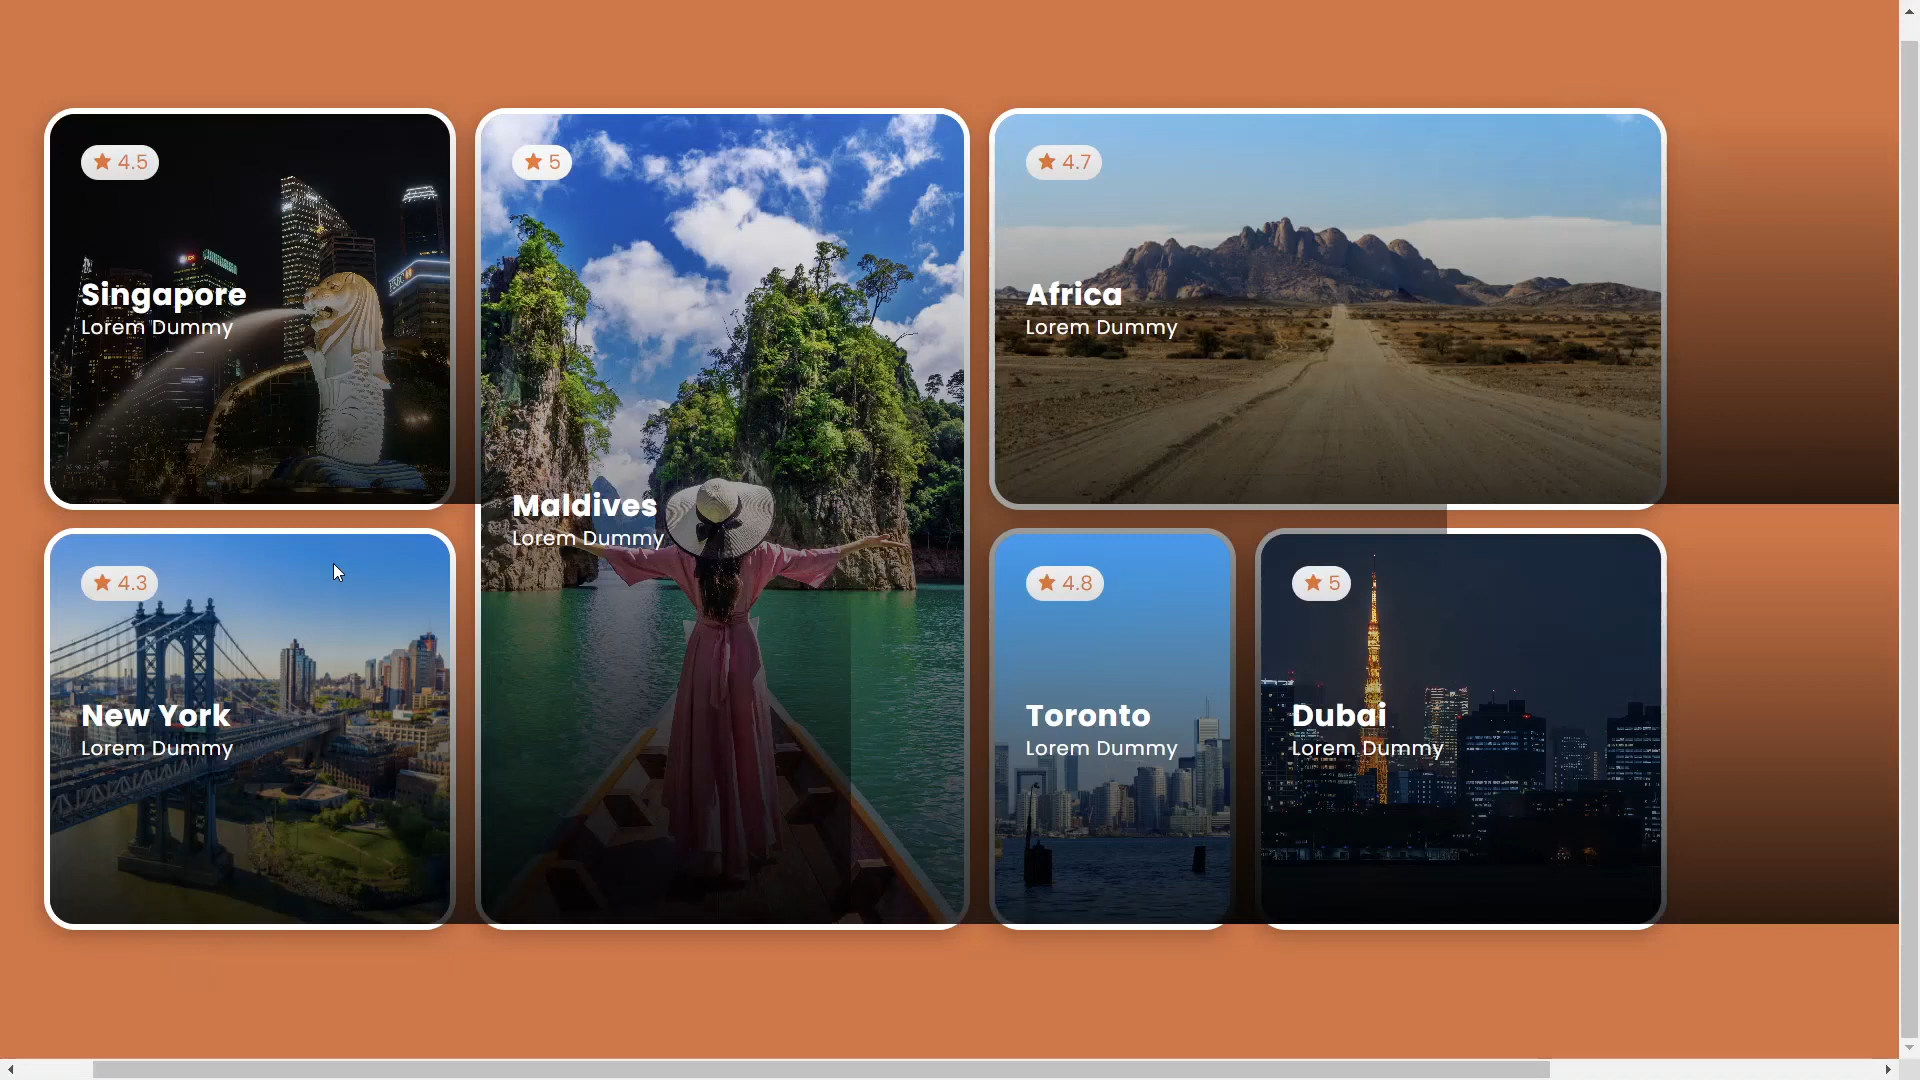 4.5
Singapore
Lorem Dummy
5
Maldives
Lorem Dummy
4.7
Africa
Lorem Dummy
4.3
New York
Lorem Dummy
4.8
Toronto
Lorem Dummy
5
Dubai
Lorem Dummy